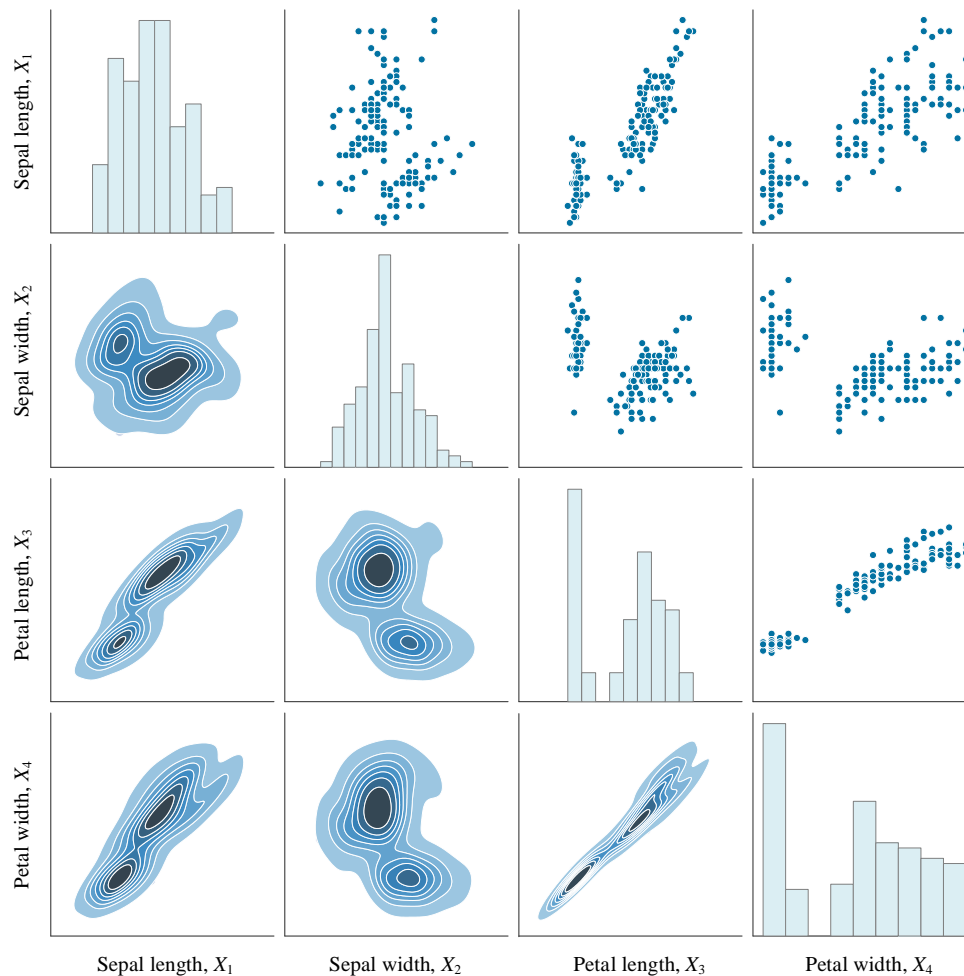 Sepal length, X1
Sepal width, X2
Petal length, X3
Petal width, X4
Sepal length, X1
Sepal width, X2
Petal length, X3
Petal width, X4